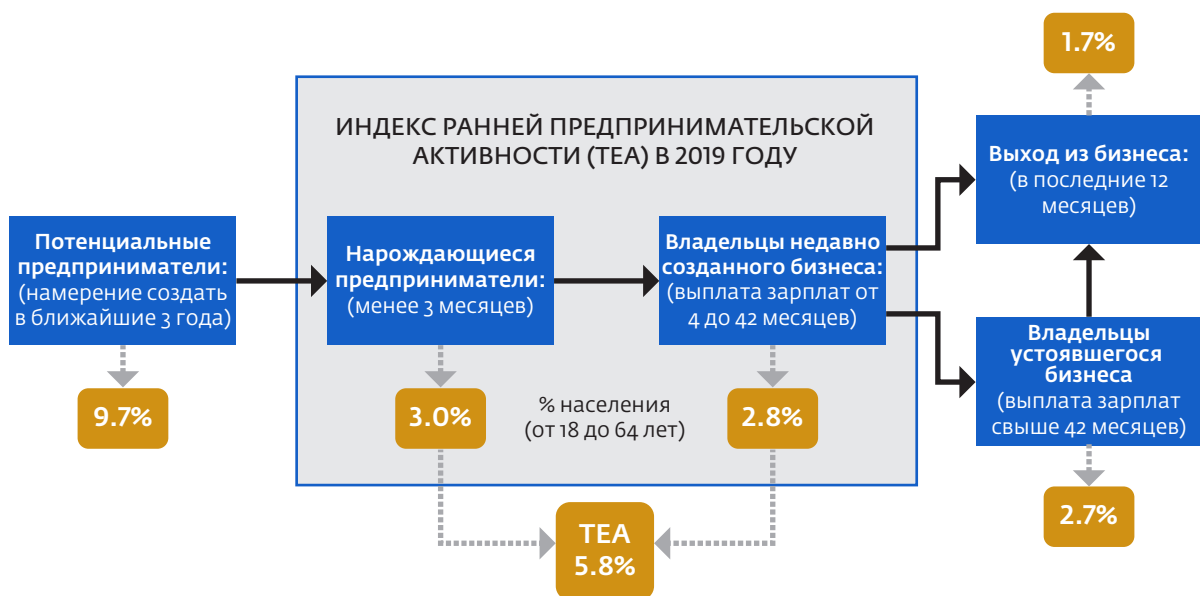 1.7%
ИНДЕКС РАННЕЙ ПРЕДПРИНИМАТЕЛЬСКОЙ
АКТИВНОСТИ (TEA) В 2019 ГОДУ
Выход из бизнеса:
(в последние 12
месяцев)
Потенциальные
предприниматели:
(намерение создать
в ближайшие 3 года)
Нарождающиеся
предприниматели:
(менее 3 месяцев)
Владельцы недавно
созданного бизнеса:
(выплата зарплат от
4 до 42 месяцев)
Владельцы
устоявшегося
бизнеса
(выплата зарплат
свыше 42 месяцев)
9.7%
3.0%
% населения
(от 18 до 64 лет)
2.8%
2.7%
TEA
5.8%